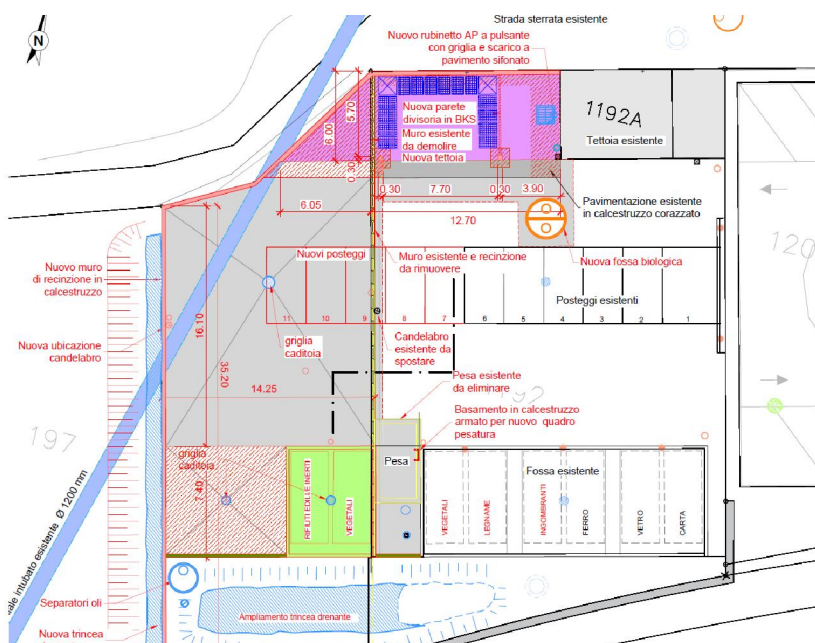 Strada sterrata esistente
N
Nuovo rubinetto AP a pulsante
con griglia e scarico a
pavimento sifonato
1192A
Tettoia esistente
Nuova parete
divisoria in BKS
Muro esistente
da demolire
Nuova tettoia
6.00
5.70
0.30
0.30
7.70
0.30
3.90
Pavimentazione esistente
in calcestruzzo corazzato
6.05
12.70
120
Nuovo muro
di recinzione in
calcestruzzo
Nuovi posteggi
Muro esistente e recinzione
da rimuovere
Nuova fossa biologica
Posteggi esistenti
11
10
9
8
7
6
5
4
3
2
1
Nuova ubicazione
candelabro
16.10
35.20
griglia
caditoia
Candelabro
esistente da
spostare
14.25
Pesa esistente
da eliminare
Basamento in calcestruzzo
armato per nuovo quadro
pesatura
197
griglia
caditoia
7.40
Pesa
Fossa esistente
RIFIUTI EDILI E INERTI
VEGETALI
VEGETALI
LEGNAME
INGOMBRANTI
FERRO
VETRO
CARTA
ale intubato esistente Ø 1200 mm
Separatori oli
Ampliamento trincea drenante
Nuova trincea